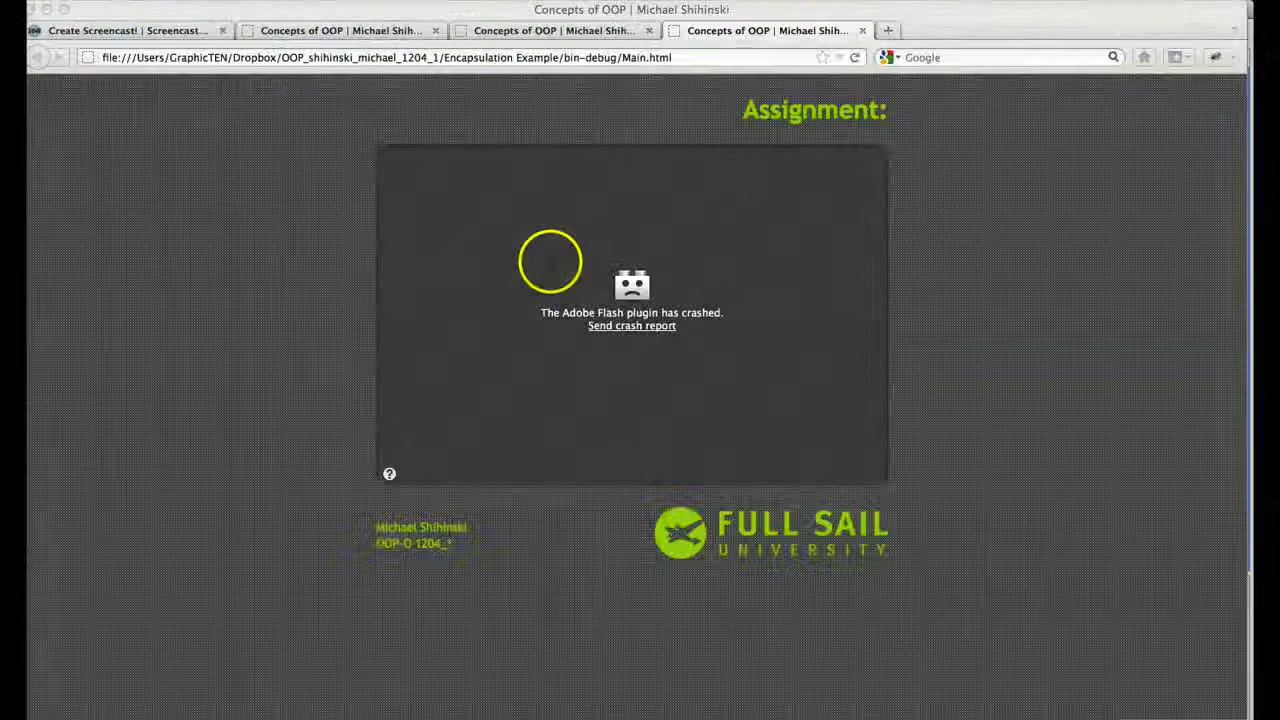 Concepts of OOP | Michael Shihinski
Create Screencast! | Screencast...
Concepts of OOP | Michael Shih...
Concepts of OOP | Michael Shih...
Concepts of OOP | Michael Shih...
file:///Users/GraphicTEN/Dropbox/OOP_shihinski_michael_1204_1/Encapsulation Example/bin-debug/Main.html
Google
Assignment:
The Adobe Flash plugin has crashed.
Send crash report
?
Michael Shihinski
OOP-O 1204_*
FULL SAIL
UNIVERSITY